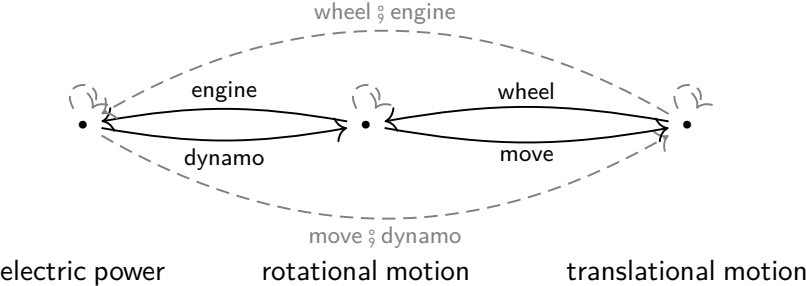 wheel ⨟ engine
engine
wheel
dynamo
move
move ⨟ dynamo
electric power
rotational motion
translational motion